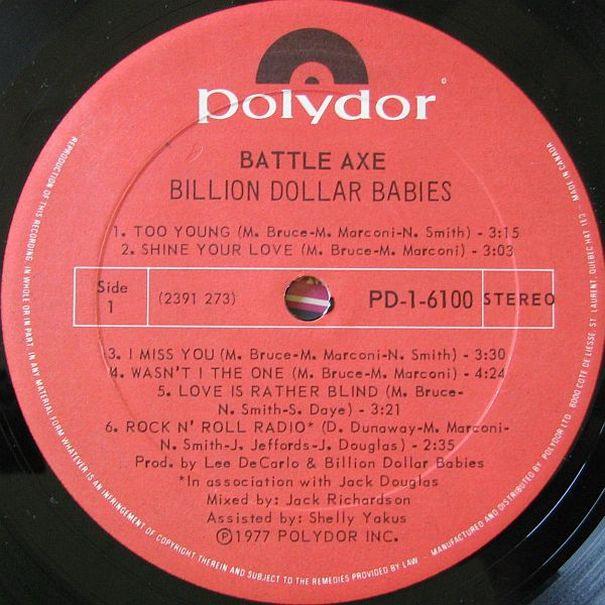 polydor
BATTLE AXE
BILLION DOLLAR BABIES
1. TOO YOUNG (M. Bruce-M. Marconi-N. Smith) - 3:15
2. SHINE YOUR LOVE (M. Bruce-M. Marconi) - 3:03
Side
1
(2391 273)
PD-1-6100
STEREO
3. I MISS YOU (M. Bruce-M. Marconi-N. Smith) - 3:30
4. WASN'T I THE ONE (M. Bruce-M. Marconi) - 4:24
5. LOVE IS RATHER BLIND (M. Bruce-
N. Smith-S. Daye) - 3:21
6. ROCK N' ROLL RADIO* (D. Dunaway-M. Marconi-
N. Smith-J. Jeffords-J. Douglas) - 2:35
Prod. by Lee DeCarlo & Billion Dollar Babies
*In association with Jack Douglas
Mixed by: Jack Richardson
Assisted by: Shelly Yakus
Ⓟ1977 POLYDOR INC.
REPRODUCTION OF THIS RECORDING IN WHOLE OR IN PART, IN ANY MATERIAL FORM WHATEVER IS AN INFRINGEMENT OF COPYRIGHT THEREIN AND SUBJECT TO THE REMEDIES PROVIDED BY LAW - MANUFACTURED AND DISTRIBUTED BY POLYDOR LTD. 6000 COTE DE LIESSE, ST. LAURENT, QUEBEC - MADE IN CANADA